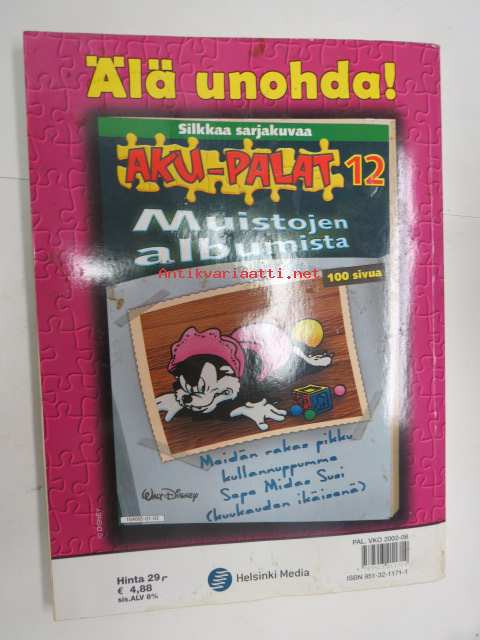 Älä unohda!
Silkkaa sarjakuvaa
AKU-PALAT 12
Muistojen
albumista
Antikvariaatti.net
100 sivua
Meidän rakas pikku
kullannuppumme
Sepe Midas Susi
(kuukauden ikäisenä)
WALT DISNEY
© DISNEY
PAL. VKO 2002-06
ISBN 951-32-1171-1
Hinta 29,-
€ 4,88
sis.ALV 8%
Helsinki Media